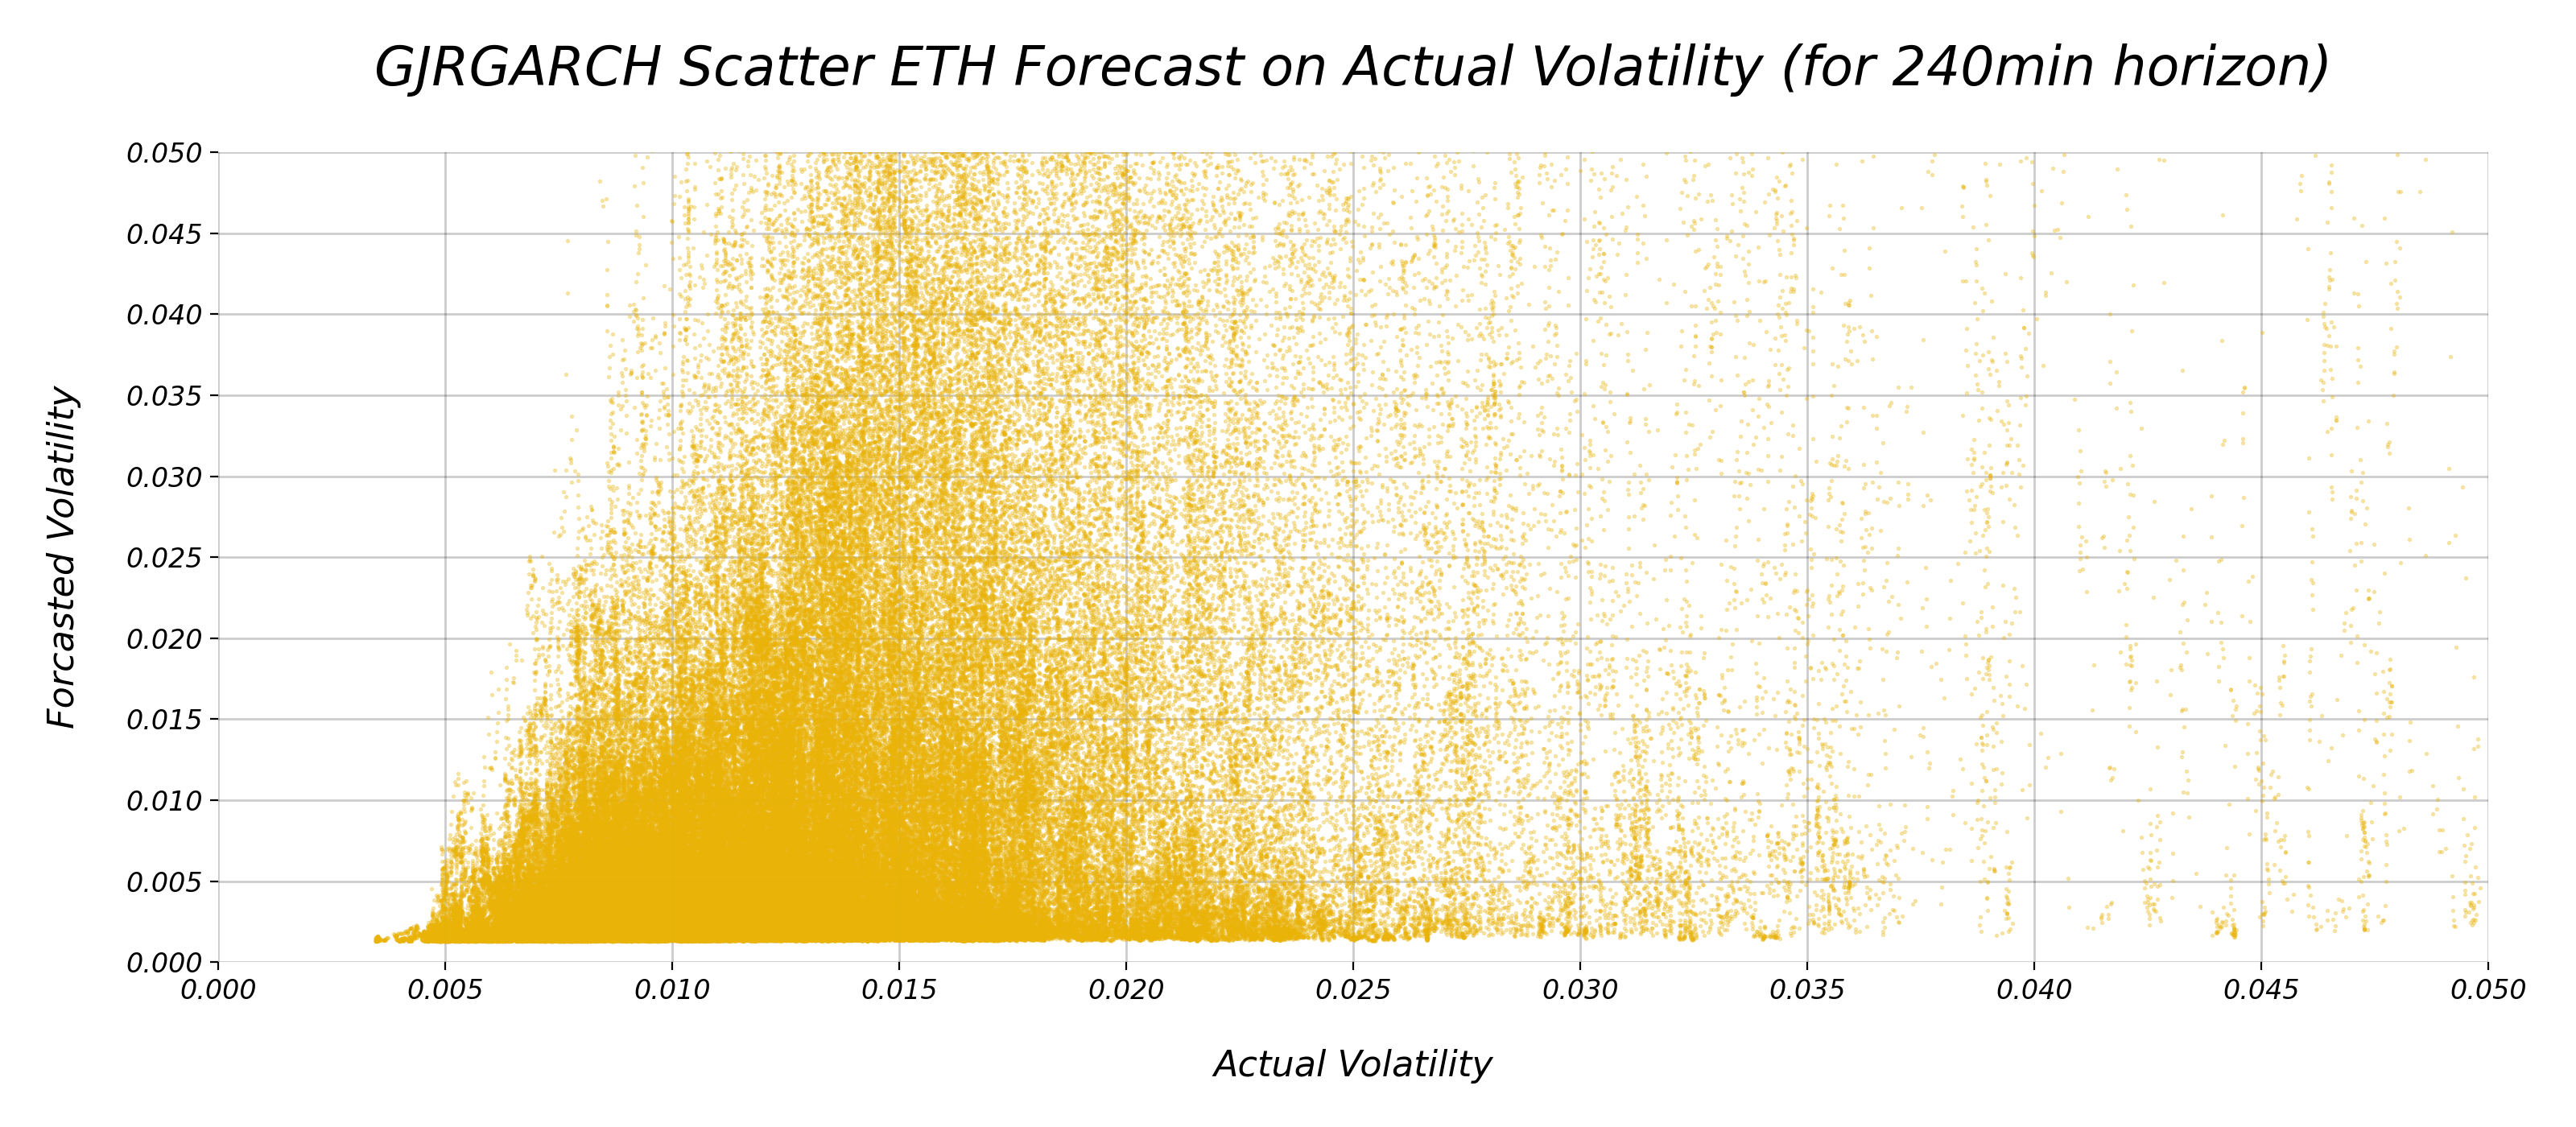 GJRGARCH Scatter ETH Forecast on Actual Volatility (for 240min horizon)
0.050
0.045
0.040
0.035
0.030
0.025
0.020
0.015
0.010
0.005
0.000
Forcasted Volatility
0.000 0.005 0.010 0.015 0.020 0.025 0.030 0.035 0.040 0.045 0.050
Actual Volatility